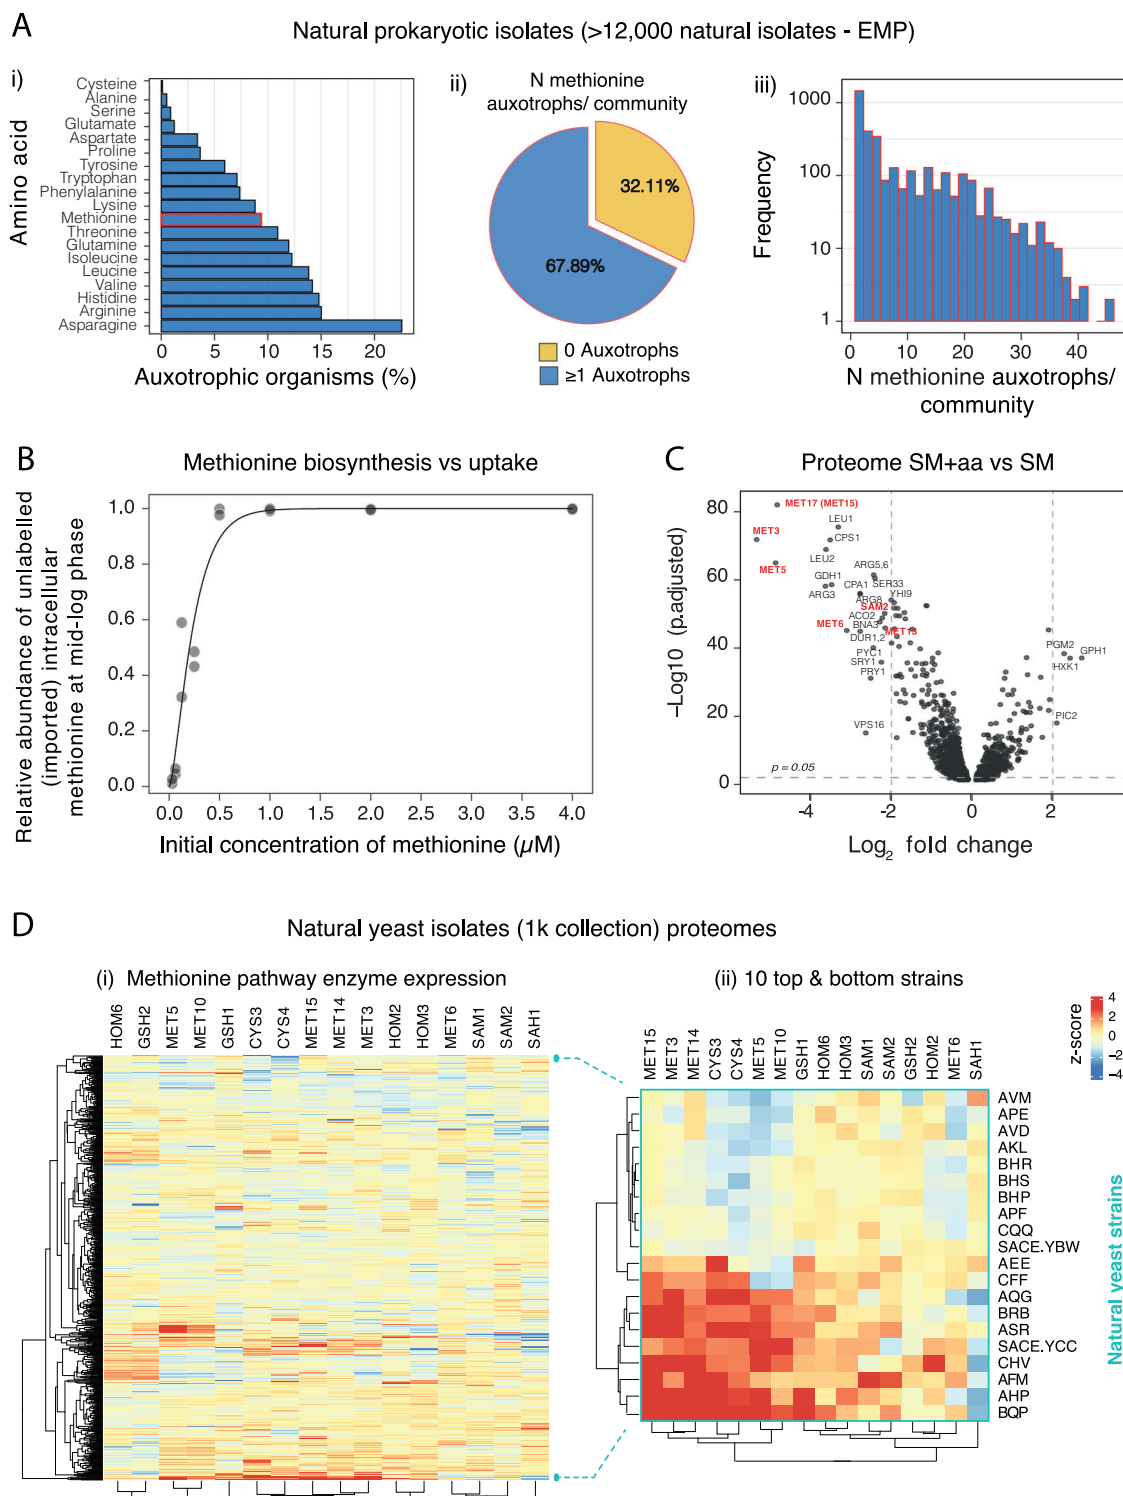 A
Natural prokaryotic isolates (>12,000 natural isolates - EMP)
i)
Amino acid
Cysteine
Alanine
Serine
Glutamate
Aspartate
Proline
Tyrosine
Tryptophan
Phenylalanine
Lysine
Methionine
Threonine
Glutamine
Isoleucine
Leucine
Valine
Histidine
Arginine
Asparagine
0 5 10 15 20
Auxotrophic organisms (%)
ii)
N methionine
auxotrophs/ community
32.11%
67.89%
0 Auxotrophs
≥1 Auxotrophs
iii)
Frequency
1000
100
10
1
0 10 20 30 40
N methionine auxotrophs/
community
B
Methionine biosynthesis vs uptake
Relative abundance of unlabelled
(imported) intracellular
methionine at mid-log phase
1.0
0.8
0.6
0.4
0.2
0.0
0.0 0.5 1.0 1.5 2.0 2.5 3.0 3.5 4.0
Initial concentration of methionine (µM)
C
Proteome SM+aa vs SM
−Log10 (p.adjusted)
80
60
40
20
0
MET17 (MET15)
LEU1
MET3
CPS1
LEU2
MET5
ARG5,6
GDH1
SER33
ARG3
CPA1
YHI9
ARG8
SAM2
ACO2
MET6
BNA3
MET13
DUR1,2
PYC1
SRY1
PRY1
VPS16
PGM2
GPH1
HXK1
PIC2
p = 0.05
-4 -2 0 2
Log2 fold change
D
Natural yeast isolates (1k collection) proteomes
(i) Methionine pathway enzyme expression
HOM6 GSH2 MET5 MET10 GSH1 CYS3 CYS4 MET15 MET14 MET3 HOM2 HOM3 MET6 SAM1 SAM2 SAH1
(ii) 10 top & bottom strains
MET15 MET3 MET14 CYS3 CYS4 MET5 MET10 GSH1 HOM6 HOM3 SAM1 SAM2 GSH2 HOM2 MET6 SAH1
z-score
4
2
0
−2
−4
AVM
APE
AVD
AKL
BHR
BHS
BHP
APF
CQQ
SACE.YBW
AEE
CFF
AQG
BRB
ASR
SACE.YCC
CHV
AFM
AHP
BQP
Natural yeast strains